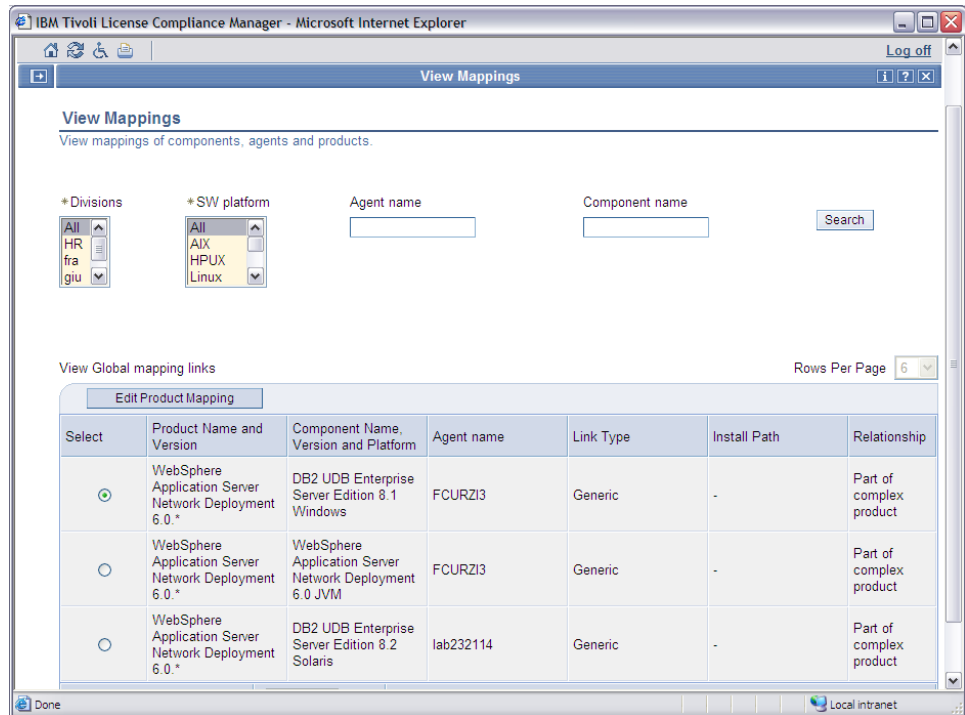 IBM Tivoli License Compliance Manager - Microsoft Internet Explorer
Log off
View Mappings
View Mappings
View mappings of components, agents and products.
*Divisions
*SW platform
Agent name
Component name
All
HR
fra
giu
All
AIX
HPUX
Linux
Search
View Global mapping links
Rows Per Page 6
Edit Product Mapping
Select
Product Name and
Version
Component Name,
Version and Platform
Agent name
Link Type
Install Path
Relationship
WebSphere
Application Server
Network Deployment
6.0.*
DB2 UDB Enterprise
Server Edition 8.1
Windows
FCURZI3
Generic
-
Part of
complex
product
WebSphere
Application Server
Network Deployment
6.0.*
WebSphere
Application Server
Network Deployment
6.0 JVM
FCURZI3
Generic
-
Part of
complex
product
WebSphere
Application Server
Network Deployment
6.0.*
DB2 UDB Enterprise
Server Edition 8.2
Solaris
lab232114
Generic
-
Part of
complex
product
Done
Local intranet